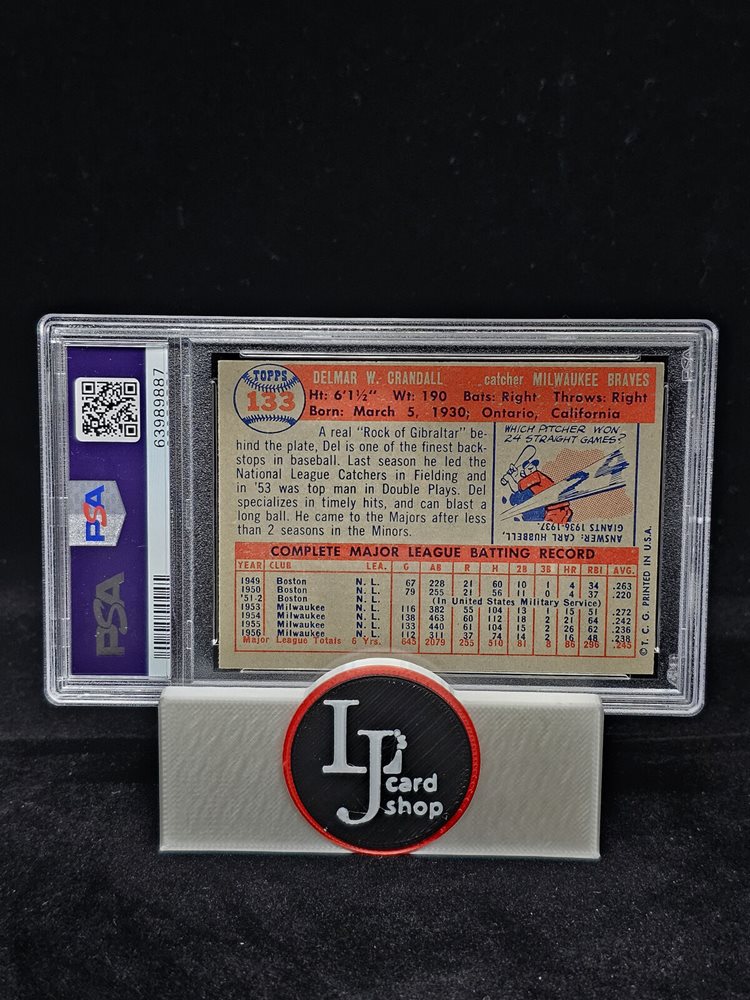 PSA
PSA
63989887
TOPPS
133
DELMAR W. CRANDALL catcher MILWAUKEE BRAVES
Ht: 6'1½" Wt: 190 Bats: Right Throws: Right
Born: March 5, 1930; Ontario, California
A real "Rock of Gibraltar" be-
hind the plate, Del is one of the finest back-
stops in baseball. Last season he led the
National League Catchers in Fielding and
in '53 was top man in Double Plays. Del
specializes in timely hits, and can blast a
long ball. He came to the Majors after less
than 2 seasons in the Minors.
WHICH PITCHER WON
24 STRAIGHT GAMES?
24
ANSWER: CARL HUBBELL,
GIANTS 1936-1937.
COMPLETE MAJOR LEAGUE BATTING RECORD
YEAR CLUB LEA. G AB R H 2B 3B HR RBI AVG.
1949 Boston N. L. 67 228 21 60 10 1 4 34 .263
1950 Boston N. L. 79 255 21 56 11 0 4 37 .220
'51-2 Boston N. L. (In United States Military Service)
1953 Milwaukee N. L. 116 382 55 104 13 1 15 51 .272
1954 Milwaukee N. L. 138 463 60 112 18 2 21 64 .242
1955 Milwaukee N. L. 133 440 61 104 15 2 26 62 .236
1956 Milwaukee N. L. 112 311 37 74 14 2 16 48 .238
Major League Totals 6 Yrs. 645 2079 255 510 81 8 86 296 .245
© T. C. G. PRINTED IN U.S.A.
LJ card
shop